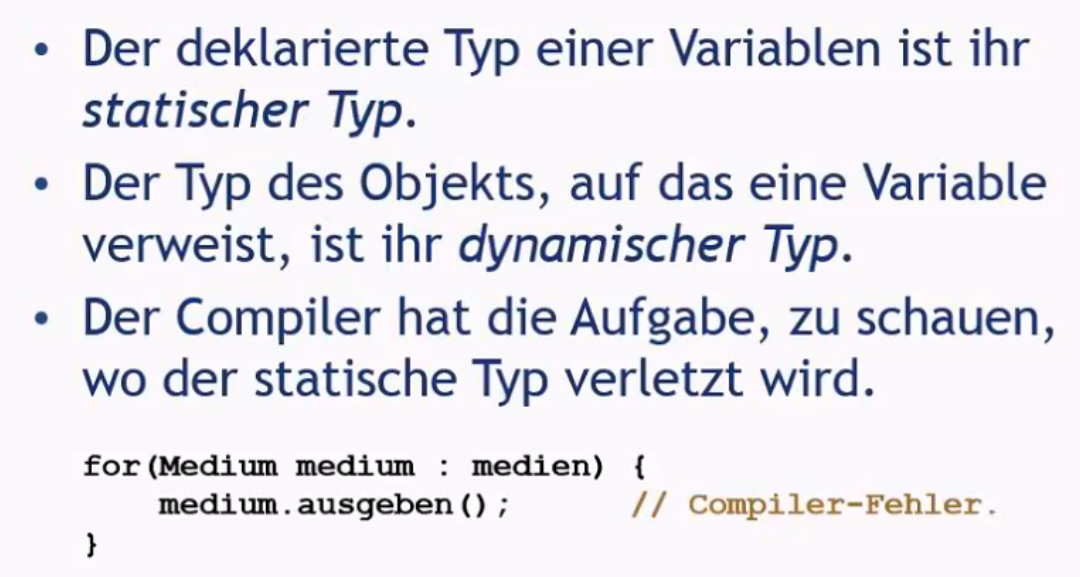 • Der deklarierte Typ einer Variablen ist ihr
statischer Typ.
• Der Typ des Objekts, auf das eine Variable
verweist, ist ihr dynamischer Typ.
• Der Compiler hat die Aufgabe, zu schauen,
wo der statische Typ verletzt wird.
for(Medium medium : medien) {
    medium.ausgeben();      // Compiler-Fehler.
}